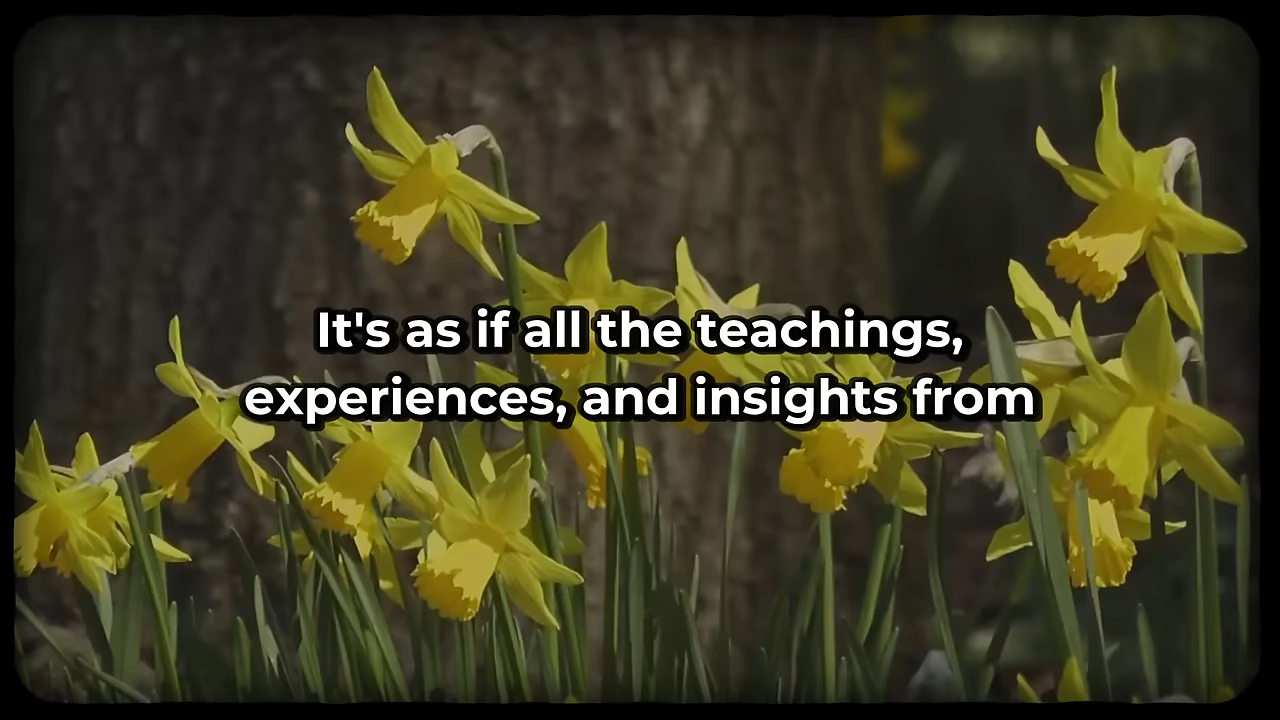 It's as if all the teachings,
experiences, and insights from